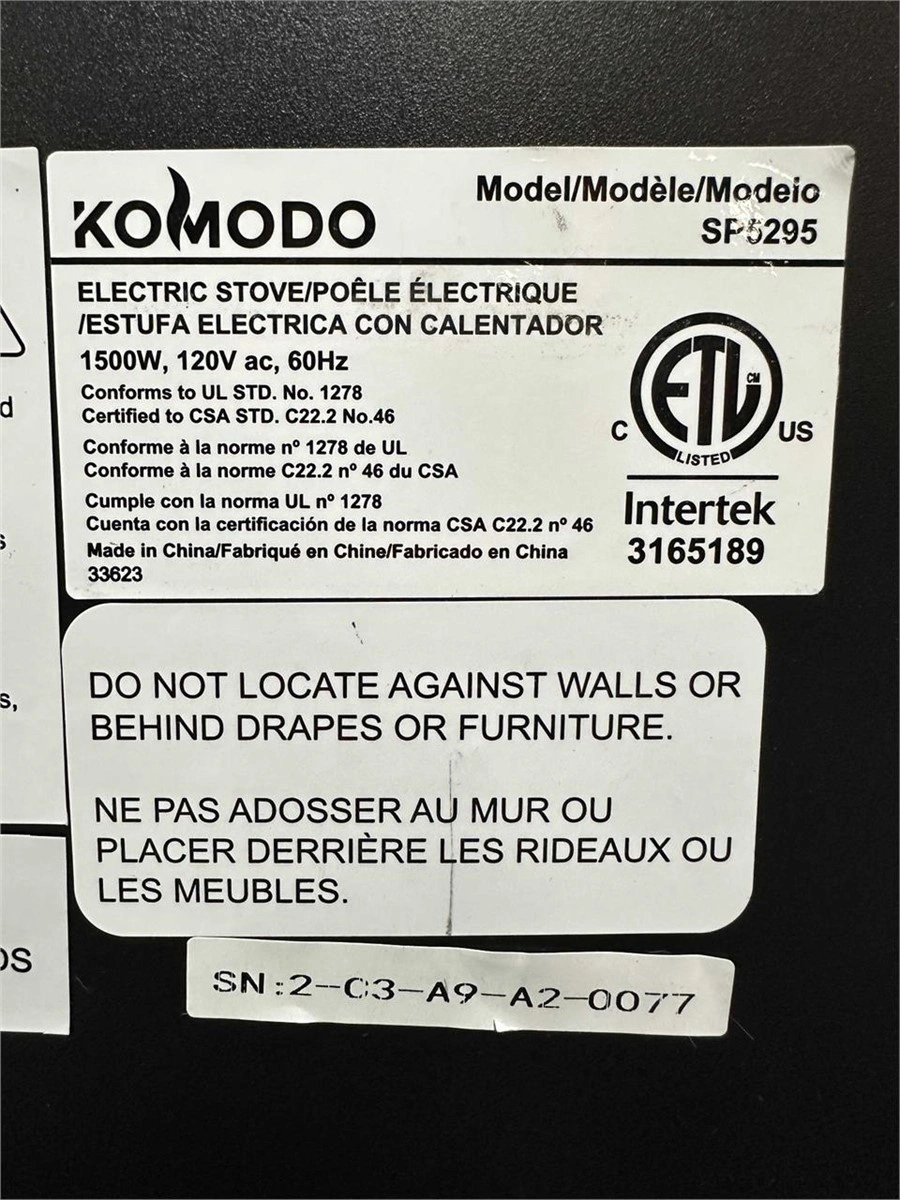 KOMODO
Model/Modèle/Modelo
SP5295
ELECTRIC STOVE/POÊLE ÉLECTRIQUE
/ESTUFA ELECTRICA CON CALENTADOR
1500W, 120V ac, 60Hz
Conforms to UL STD. No. 1278
Certified to CSA STD. C22.2 No.46
Conforme à la norme nº 1278 de UL
Conforme à la norme C22.2 nº 46 du CSA
Cumple con la norma UL nº 1278
Cuenta con la certificación de la norma CSA C22.2 nº 46
Made in China/Fabriqué en Chine/Fabricado en China
33623
ETL CM
C US
LISTED
Intertek
3165189
DO NOT LOCATE AGAINST WALLS OR
BEHIND DRAPES OR FURNITURE.
NE PAS ADOSSER AU MUR OU
PLACER DERRIÈRE LES RIDEAUX OU
LES MEUBLES.
SN:2-C3-A9-A2-0077